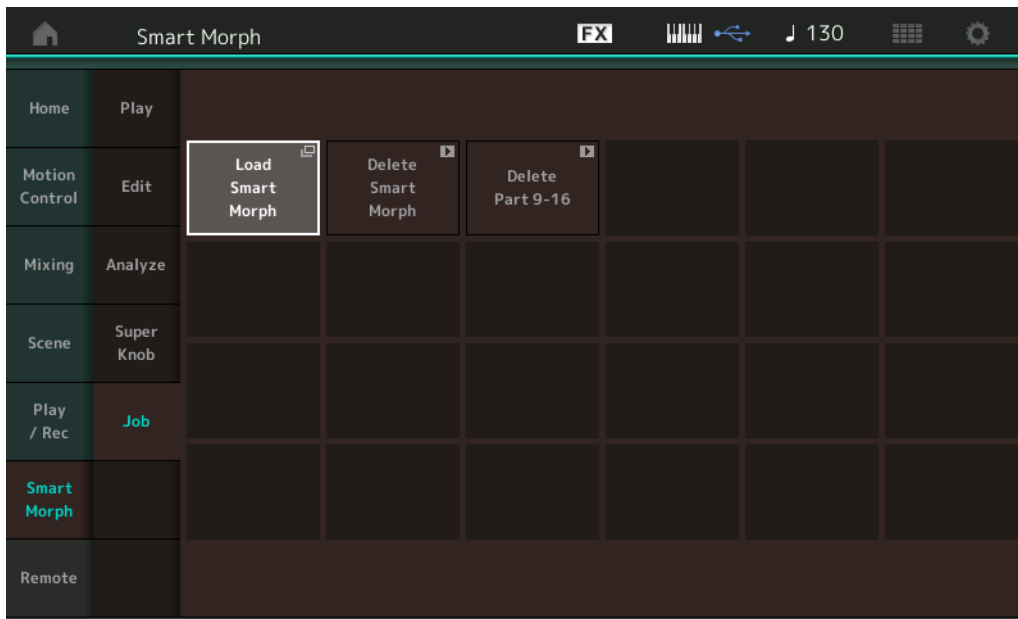 Smart Morph
FX
130
Home
Play
Motion
Control
Edit
Load
Smart
Morph
Delete
Smart
Morph
Delete
Part 9-16
Mixing
Analyze
Scene
Super
Knob
Play
/ Rec
Job
Smart
Morph
Remote